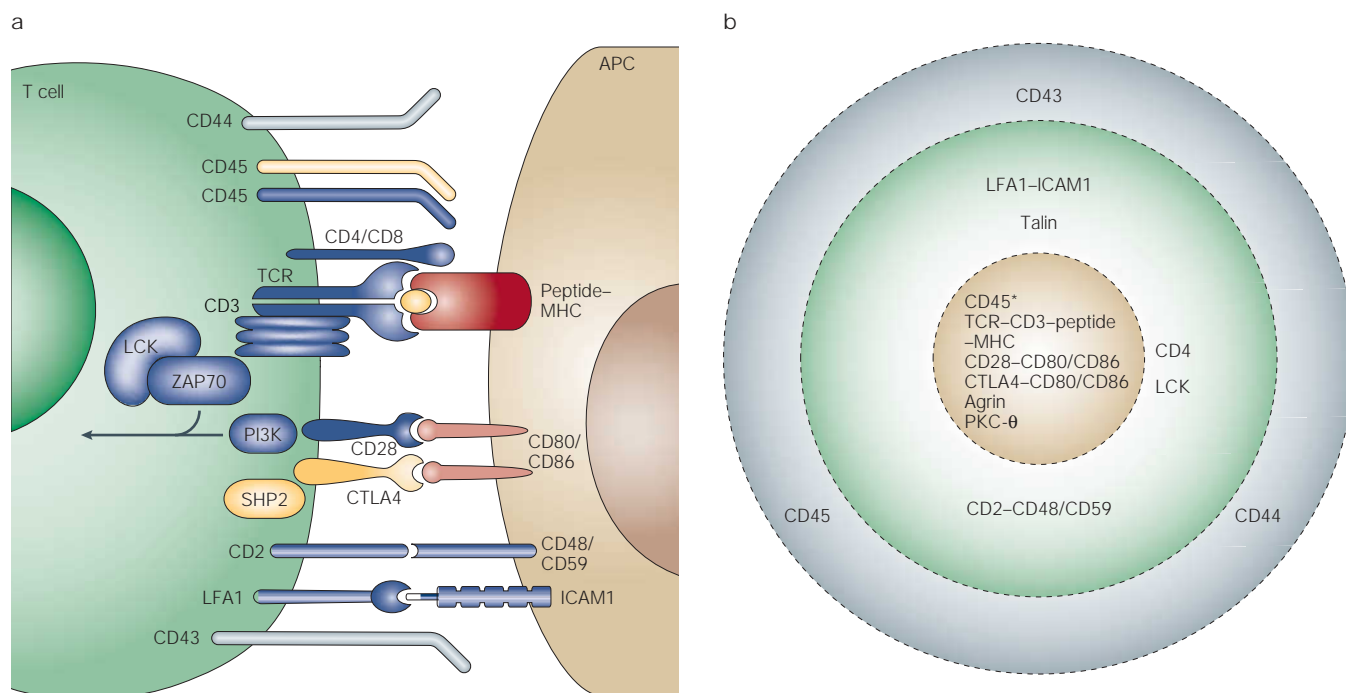 a
T cell
APC
CD44
CD45
CD45
CD4/CD8
TCR
CD3
Peptide–
MHC
LCK
ZAP70
PI3K
CD28
CD80/
CD86
SHP2
CTLA4
CD2
CD48/
CD59
LFA1
ICAM1
CD43
b
CD43
LFA1–ICAM1
Talin
CD45*
TCR–CD3–peptide
–MHC
CD28–CD80/CD86
CTLA4–CD80/CD86
Agrin
PKC-θ
CD4
LCK
CD2–CD48/CD59
CD45
CD44